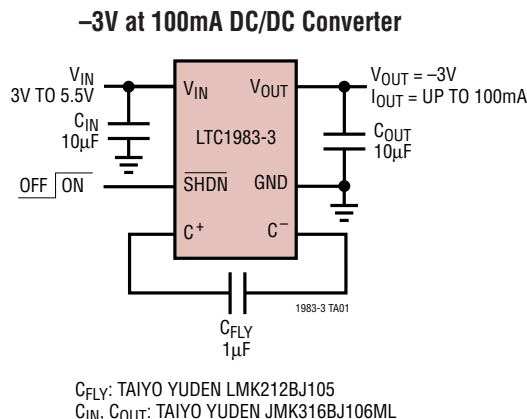 –3V at 100mA DC/DC Converter
VIN
3V TO 5.5V
CIN
10µF
OFF ON
VIN
VOUT
LTC1983-3
SHDN
GND
C+
C–
VOUT = –3V
IOUT = UP TO 100mA
COUT
10µF
CFLY
1µF
1983-3 TA01
CFLY: TAIYO YUDEN LMK212BJ105
CIN, COUT: TAIYO YUDEN JMK316BJ106ML